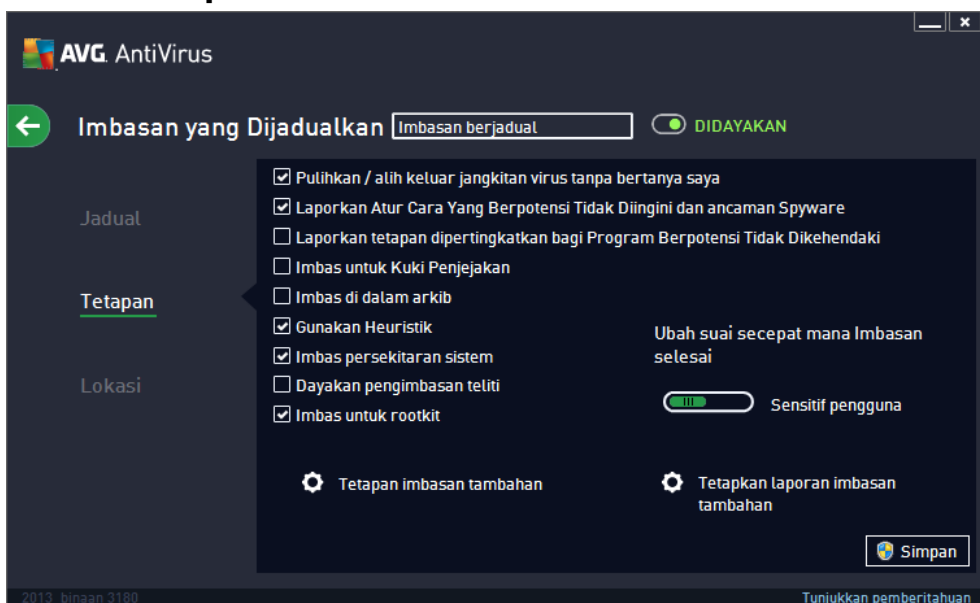 AVG. AntiVirus
Imbasan yang Dijadualkan Imbasan berjadual DIDAYAKAN
Jadual
Tetapan
Lokasi
Pulihkan / alih keluar jangkitan virus tanpa bertanya saya
Laporkan Atur Cara Yang Berpotensi Tidak Diingini dan ancaman Spyware
Laporkan tetapan dipertingkatkan bagi Program Berpotensi Tidak Dikehendaki
Imbas untuk Kuki Penjejakan
Imbas di dalam arkib
Gunakan Heuristik
Imbas persekitaran sistem
Dayakan pengimbasan teliti
Imbas untuk rootkit
Ubah suai secepat mana Imbasan
selesai
Sensitif pengguna
Tetapan imbasan tambahan
Tetapkan laporan imbasan
tambahan
Simpan
2013 binaan 3180
Tunjukkan pemberitahuan